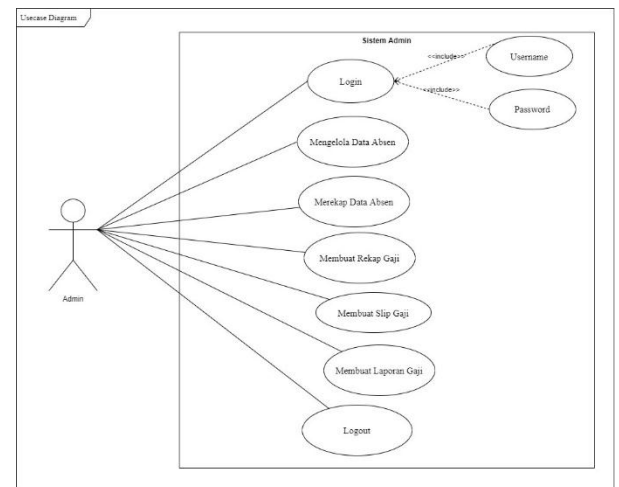 Usecase Diagram
Sistem Admin
Login
<<include>>
Username
<<include>>
Password
Mengelola Data Absen
Merekap Data Absen
Membuat Rekap Gaji
Membuat Slip Gaji
Membuat Laporan Gaji
Logout
Admin